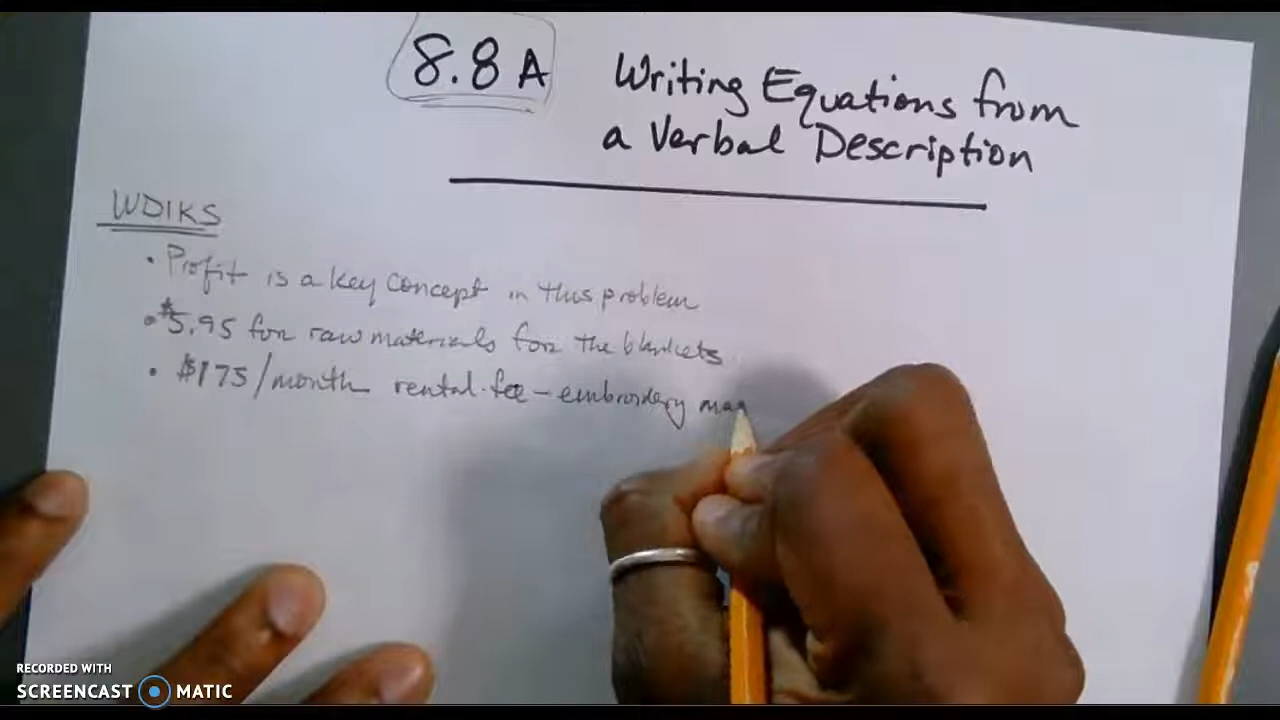 8.8 A
Writing Equations from
a Verbal Description
WDIKS
• Profit is a key concept in this problem
• $5.95 for raw materials for the blankets
• $175/month rental fee - embroidery mac
RECORDED WITH
SCREENCAST MATIC